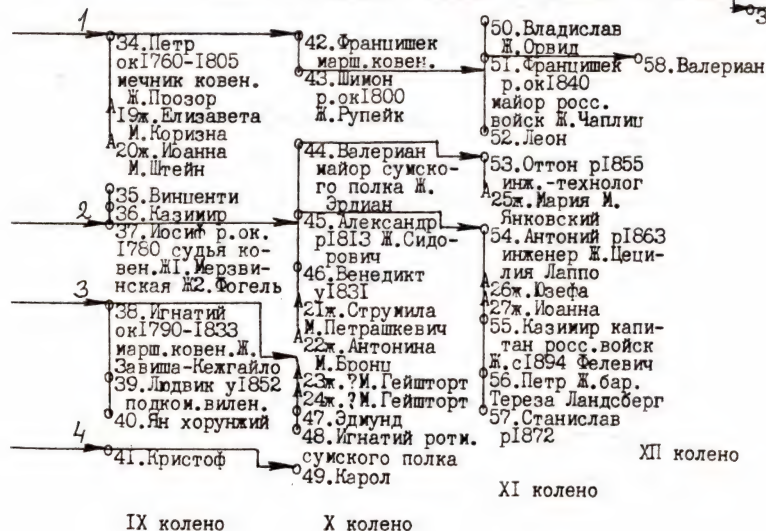 1
34.Петр
ок1760-1805
мечник ковен.
Ж.Прозор
19ж.Елизавета
М.Коризна
20ж.Иоанна
М.Штейн
2
35.Винценти
36.Казимир
37.Иосиф р.ок.
1780 судья ко-
вен.Ж1.Мерзви-
нская Ж2.Фогель
3
38.Игнатий
ок1790-1833
марш.ковен.Ж.
Завиша-Кежгайло
39.Людвик у1852
подком.вилен.
40.Ян хорунжий
4
41.Кристоф
IX колено
42.Францишек
марш.ковен.
43.Шимон
р.ок1800
Ж.Рупейк
44.Валериан
майор сумско-
го полка Ж.
Эрдиан
45.Александр
р1813 Ж.Сидо-
рович
46.Венедикт
у1831
21ж.Струмила
М.Петрашкевич
22ж.Антонина
М.Бронц
23ж.?М.Гейшторт
24ж.?М.Гейшторт
47.Эдмунд
48.Игнатий ротм.
сумского полка
49.Карол
X колено
50.Владислав
Ж.Орвид
51.Францишек
р.ок1840
майор росс.
войск Ж.Чаплиц
52.Леон
53.Оттон р1855
инж.-технолог
25ж.Мария М.
Янковский
54.Антоний р1863
инженер Ж.Цеци-
лия Лаппо
26ж.Юзефа
27ж.Иоанна
55.Казимир капи-
тан росс.войск
Ж.с1894 Фелевич
56.Петр Ж.бар.
Тереза Ландсберг
57.Станислав
р1872
XI колено
3
58.Валериан
XП колено